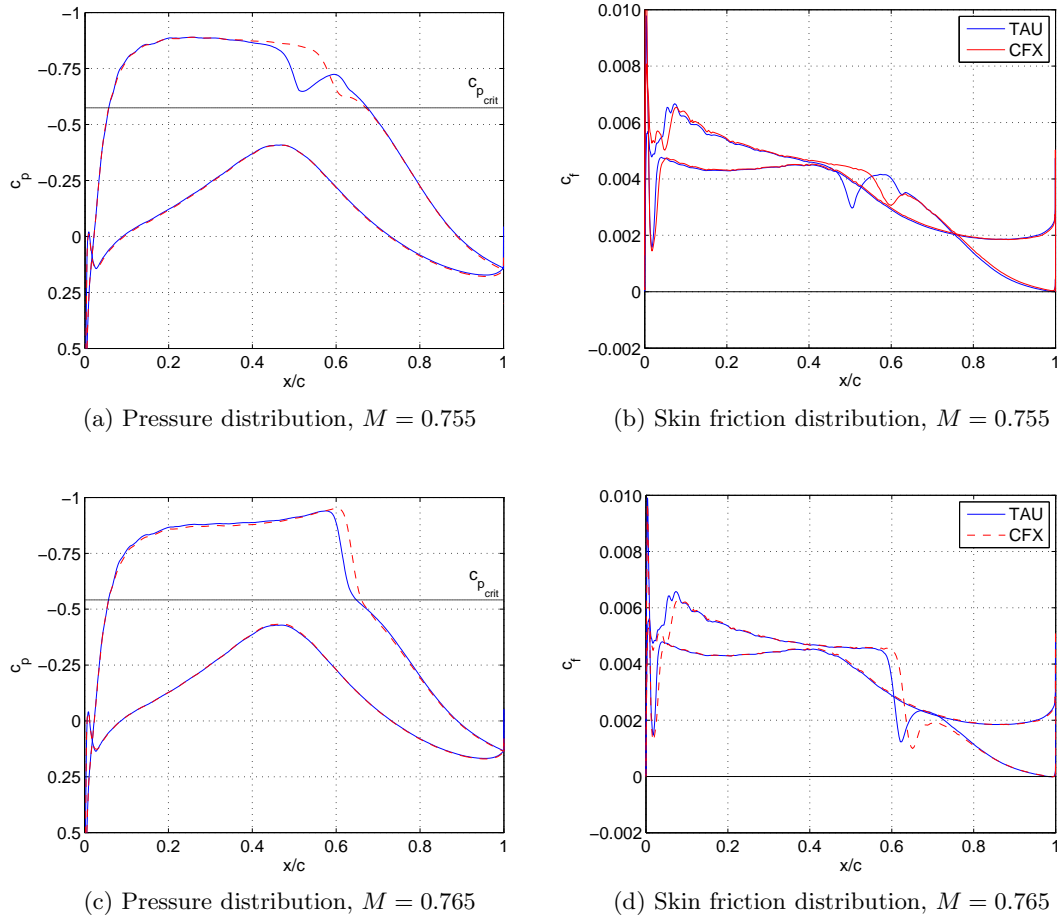 −1
−0.75
−0.5
−0.25
0
0.25
0.5
0 0.2 0.4 0.6 0.8 1
x/c
c_p
c_p_crit
(a) Pressure distribution, M = 0.755
0.010
0.008
0.006
0.004
0.002
0
−0.002
0 0.2 0.4 0.6 0.8 1
x/c
c_f
TAU
CFX
(b) Skin friction distribution, M = 0.755
−1
−0.75
−0.5
−0.25
0
0.25
0.5
0 0.2 0.4 0.6 0.8 1
x/c
c_p
c_p_crit
(c) Pressure distribution, M = 0.765
0.010
0.008
0.006
0.004
0.002
0
−0.002
0 0.2 0.4 0.6 0.8 1
x/c
c_f
TAU
CFX
(d) Skin friction distribution, M = 0.765